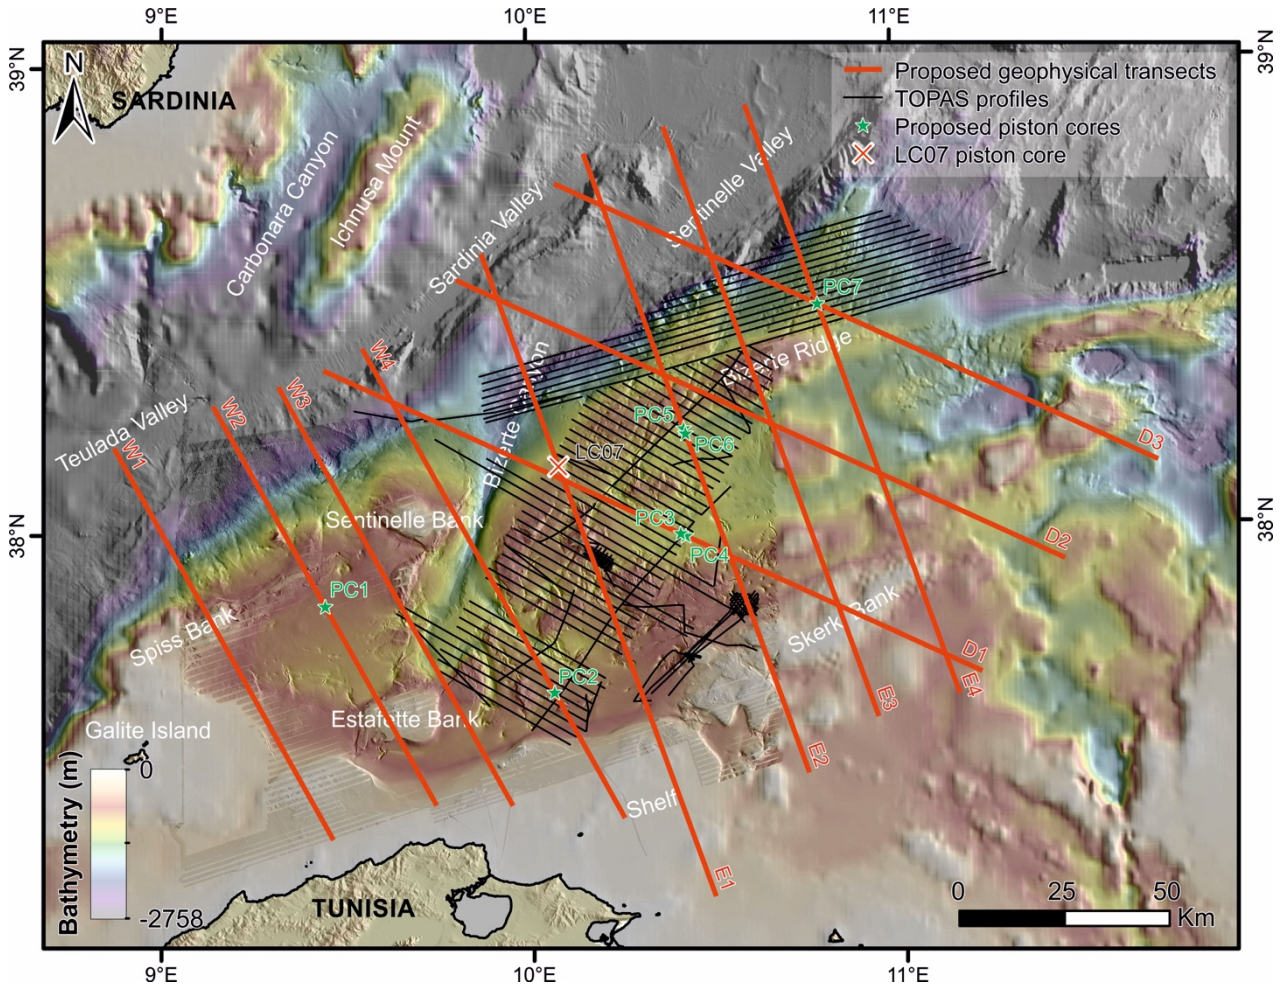 9°E
10°E
11°E
39°N
39°N
N
SARDINIA
Proposed geophysical transects
TOPAS profiles
Proposed piston cores
LC07 piston core
Carbonara Canyon
Ichnusa Mount
Sardinia Valley
Sentinelle Valley
PC7
Bizerte Ridge
W4
W3
W2
Teulada Valley
W1
Bizarte Canyon
PC5
PC6
LC07
D3
Sentinelle Bank
PC3
PC4
D2
38°N
38°N
PC1
Spiss Bank
Skerki Bank
D1
PC2
E4
E3
Estafette Bank
Galite Island
E2
Shelf
E1
Bathymetry (m)
0
-2758
TUNISIA
0
25
50
Km
9°E
10°E
11°E